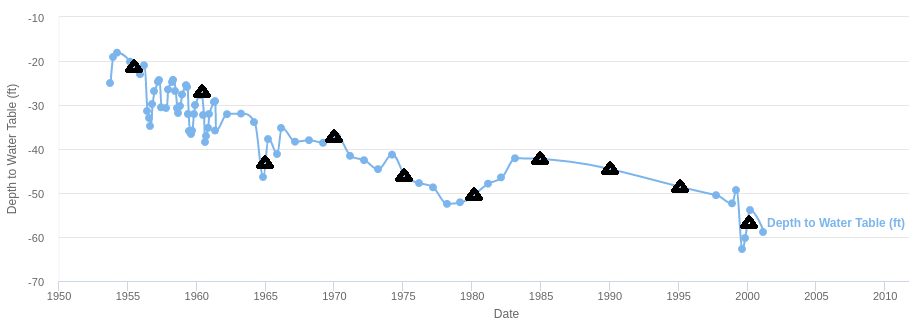 -10
-20
-30
-40
-50
-60
-70
Depth to Water Table (ft)
Depth to Water Table (ft)
1950 1955 1960 1965 1970 1975 1980 1985 1990 1995 2000 2005 2010
Date